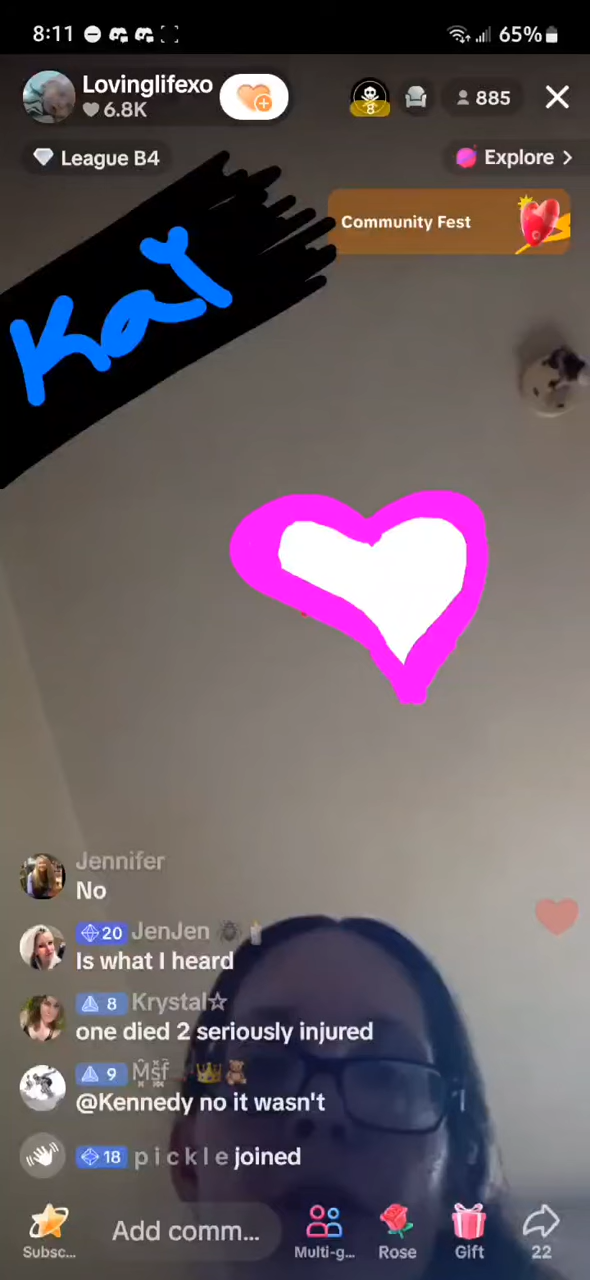 8:11
65%
Lovinglifexo
6.8K
8
885
League B4
Explore
Community Fest
Kai
Jennifer
No
20 JenJen
Is what I heard
8 Krystal☆
one died 2 seriously injured
9
@Kennedy no it wasn't
18 p i c k l e joined
Subsc...
Add comm...
Multi-g...
Rose
Gift
22